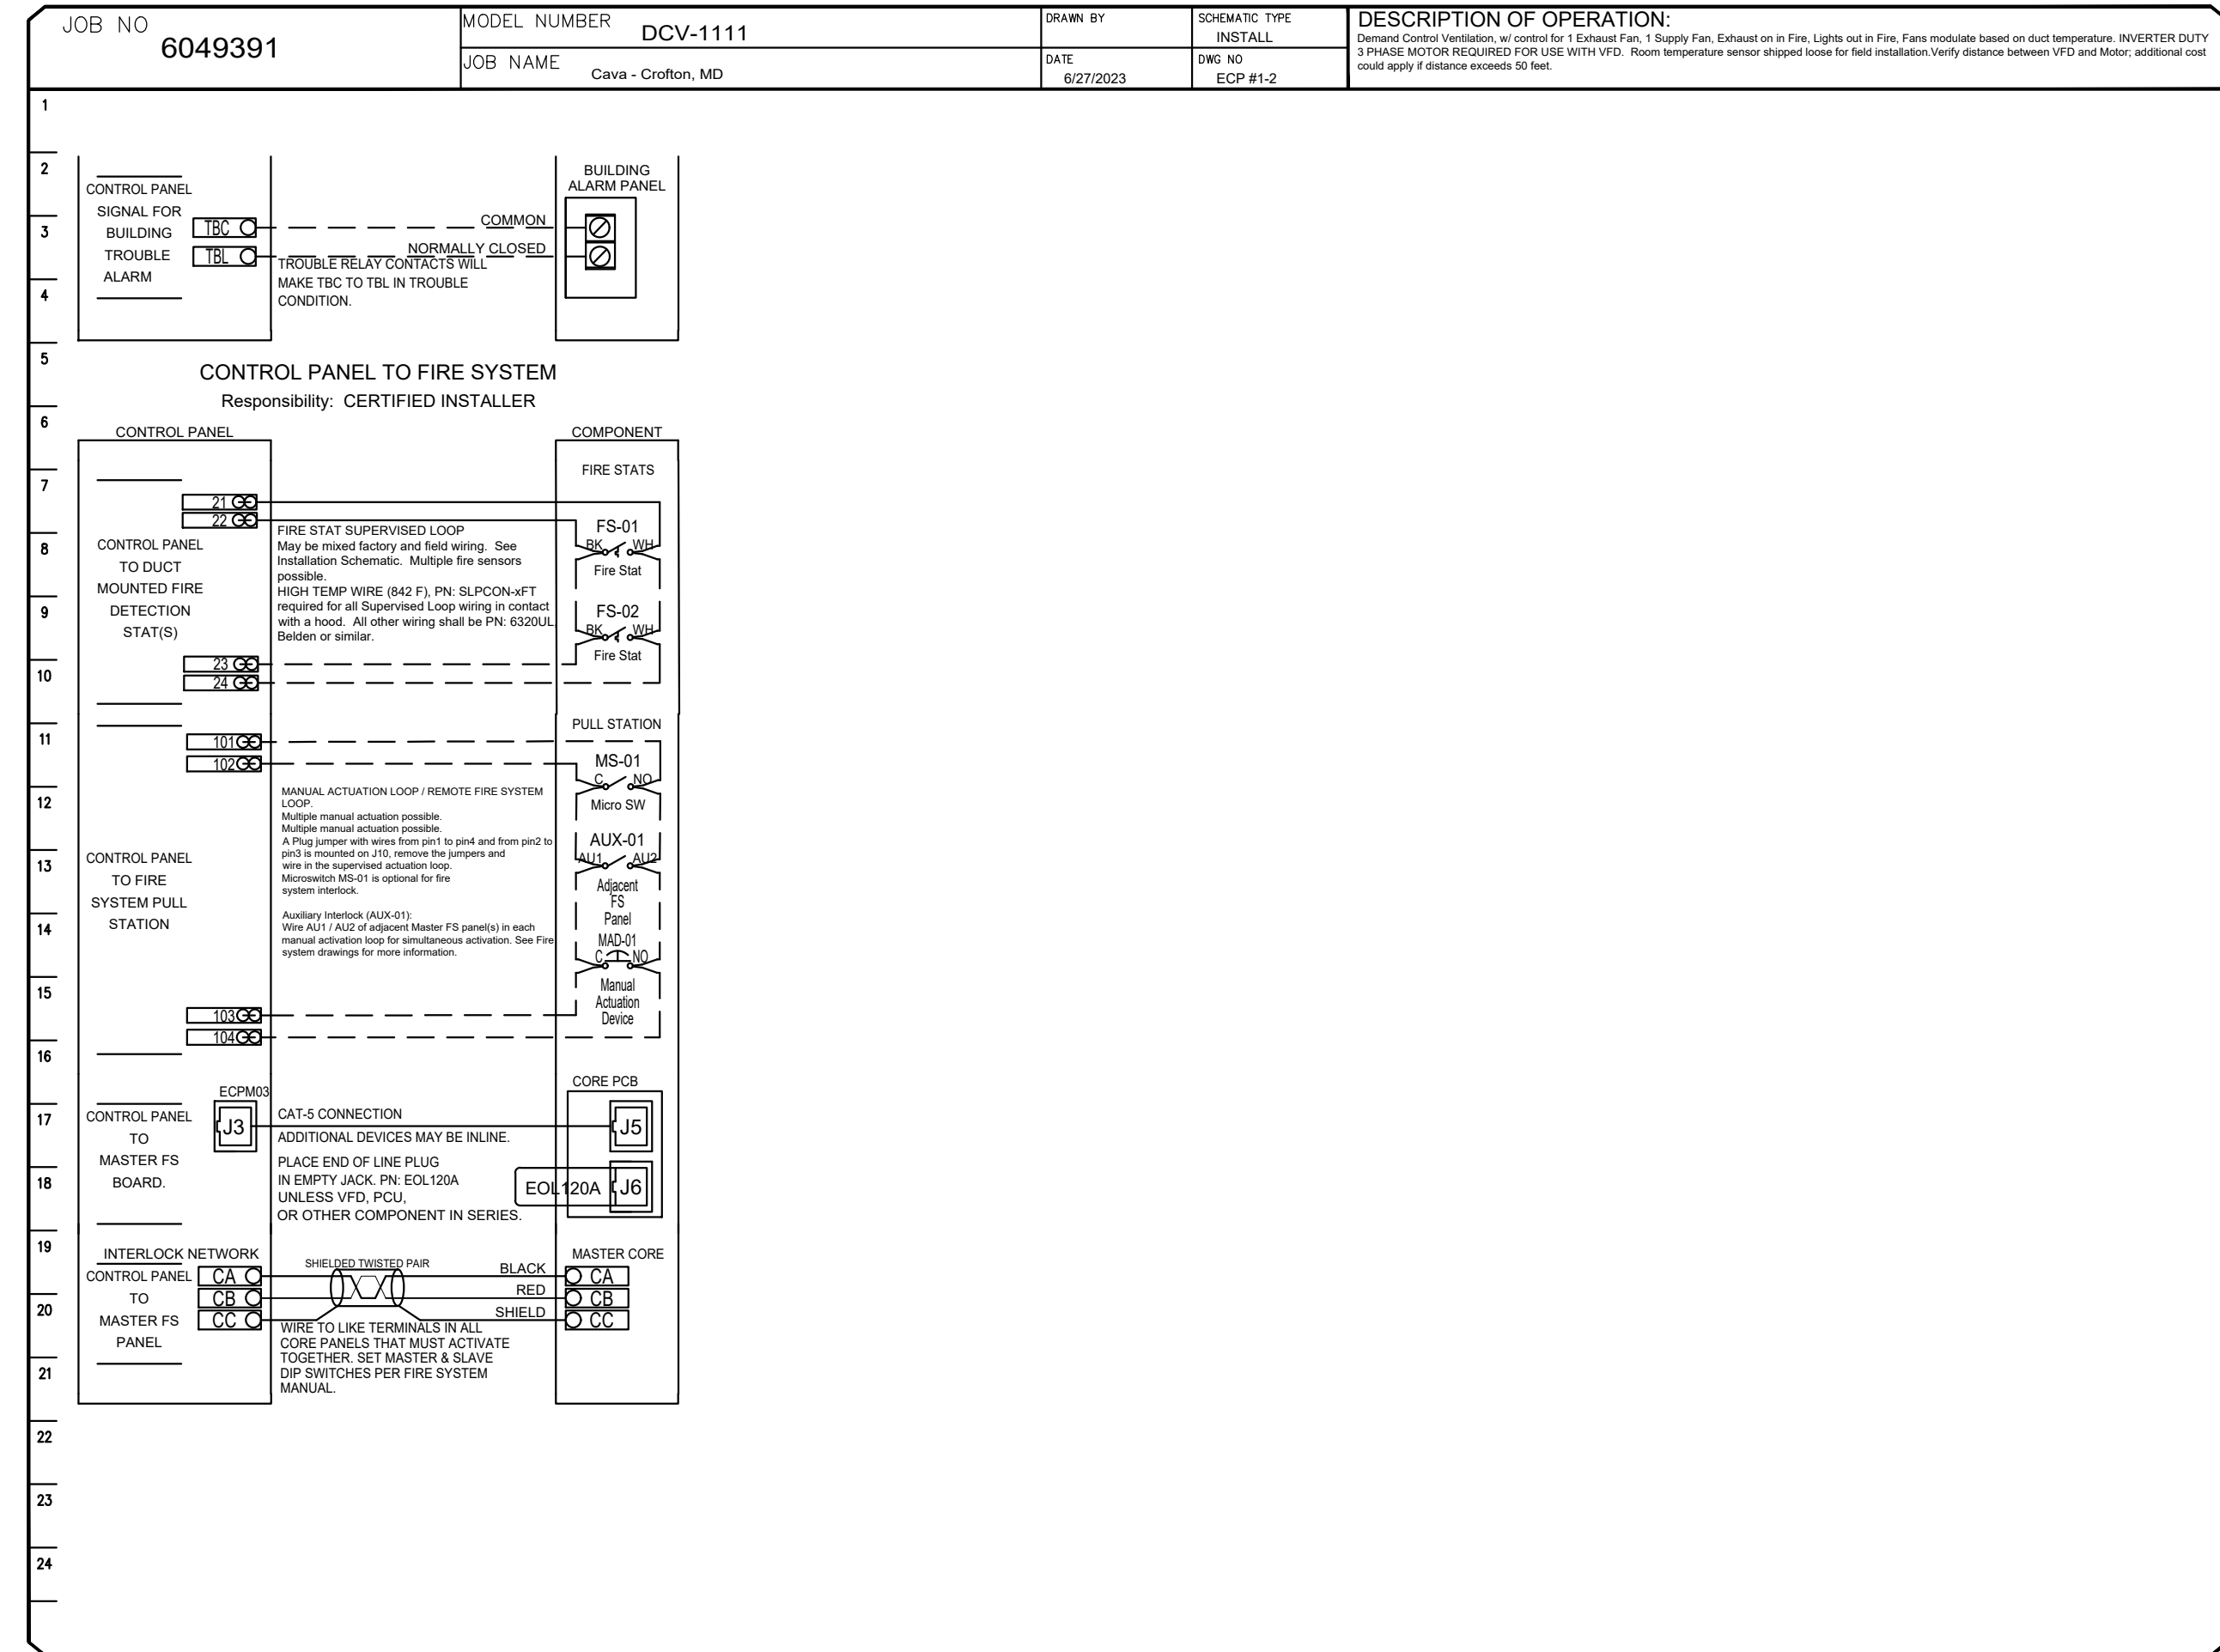 JOB NO
6049391
MODEL NUMBER
DCV-1111
JOB NAME
Cava - Crofton, MD
DRAWN BY
DATE
6/27/2023
SCHEMATIC TYPE
INSTALL
DWG NO
ECP #1-2
DESCRIPTION OF OPERATION:
Demand Control Ventilation, w/ control for 1 Exhaust Fan, 1 Supply Fan, Exhaust on in Fire, Lights out in Fire, Fans modulate based on duct temperature. INVERTER DUTY
3 PHASE MOTOR REQUIRED FOR USE WITH VFD.  Room temperature sensor shipped loose for field installation.Verify distance between VFD and Motor; additional cost
could apply if distance exceeds 50 feet.
1
2
3
4
5
6
7
8
9
10
11
12
13
14
15
16
17
18
19
20
21
22
23
24
CONTROL PANEL
SIGNAL FOR
BUILDING
TROUBLE
ALARM
TBC
TBL
COMMON
NORMALLY CLOSED
TROUBLE RELAY CONTACTS WILL
MAKE TBC TO TBL IN TROUBLE
CONDITION.
BUILDING
ALARM PANEL
CONTROL PANEL TO FIRE SYSTEM
Responsibility:  CERTIFIED INSTALLER
CONTROL PANEL
COMPONENT
FIRE STATS
21
22
CONTROL PANEL
TO DUCT
MOUNTED FIRE
DETECTION
STAT(S)
23
24
FIRE STAT SUPERVISED LOOP
May be mixed factory and field wiring.  See
Installation Schematic.  Multiple fire sensors
possible.
HIGH TEMP WIRE (842 F), PN: SLPCON-xFT
required for all Supervised Loop wiring in contact
with a hood.  All other wiring shall be PN: 6320UL,
Belden or similar.
FS-01
BK WH
Fire Stat
FS-02
BK WH
Fire Stat
101
102
CONTROL PANEL
TO FIRE
SYSTEM PULL
STATION
103
104
MANUAL ACTUATION LOOP / REMOTE FIRE SYSTEM
LOOP.
Multiple manual actuation possible.
Multiple manual actuation possible.
A Plug jumper with wires from pin1 to pin4 and from pin2 to
pin3 is mounted on J10, remove the jumpers and
wire in the supervised actuation loop.
Microswitch MS-01 is optional for fire
system interlock.
Auxiliary Interlock (AUX-01):
Wire AU1 / AU2 of adjacent Master FS panel(s) in each
manual activation loop for simultaneous activation. See Fire
system drawings for more information.
PULL STATION
MS-01
C NO
Micro SW
AUX-01
AU1 AU2
Adjacent
FS
Panel
MAD-01
C NO
Manual
Actuation
Device
ECPM03
J3
CONTROL PANEL
TO
MASTER FS
BOARD.
CAT-5 CONNECTION
ADDITIONAL DEVICES MAY BE INLINE.
PLACE END OF LINE PLUG
IN EMPTY JACK. PN: EOL120A
UNLESS VFD, PCU,
OR OTHER COMPONENT IN SERIES.
CORE PCB
J5
EOL120A
J6
INTERLOCK NETWORK
CONTROL PANEL
TO
MASTER FS
PANEL
CA
CB
CC
SHIELDED TWISTED PAIR
BLACK
RED
SHIELD
WIRE TO LIKE TERMINALS IN ALL
CORE PANELS THAT MUST ACTIVATE
TOGETHER. SET MASTER & SLAVE
DIP SWITCHES PER FIRE SYSTEM
MANUAL.
MASTER CORE
CA
CB
CC